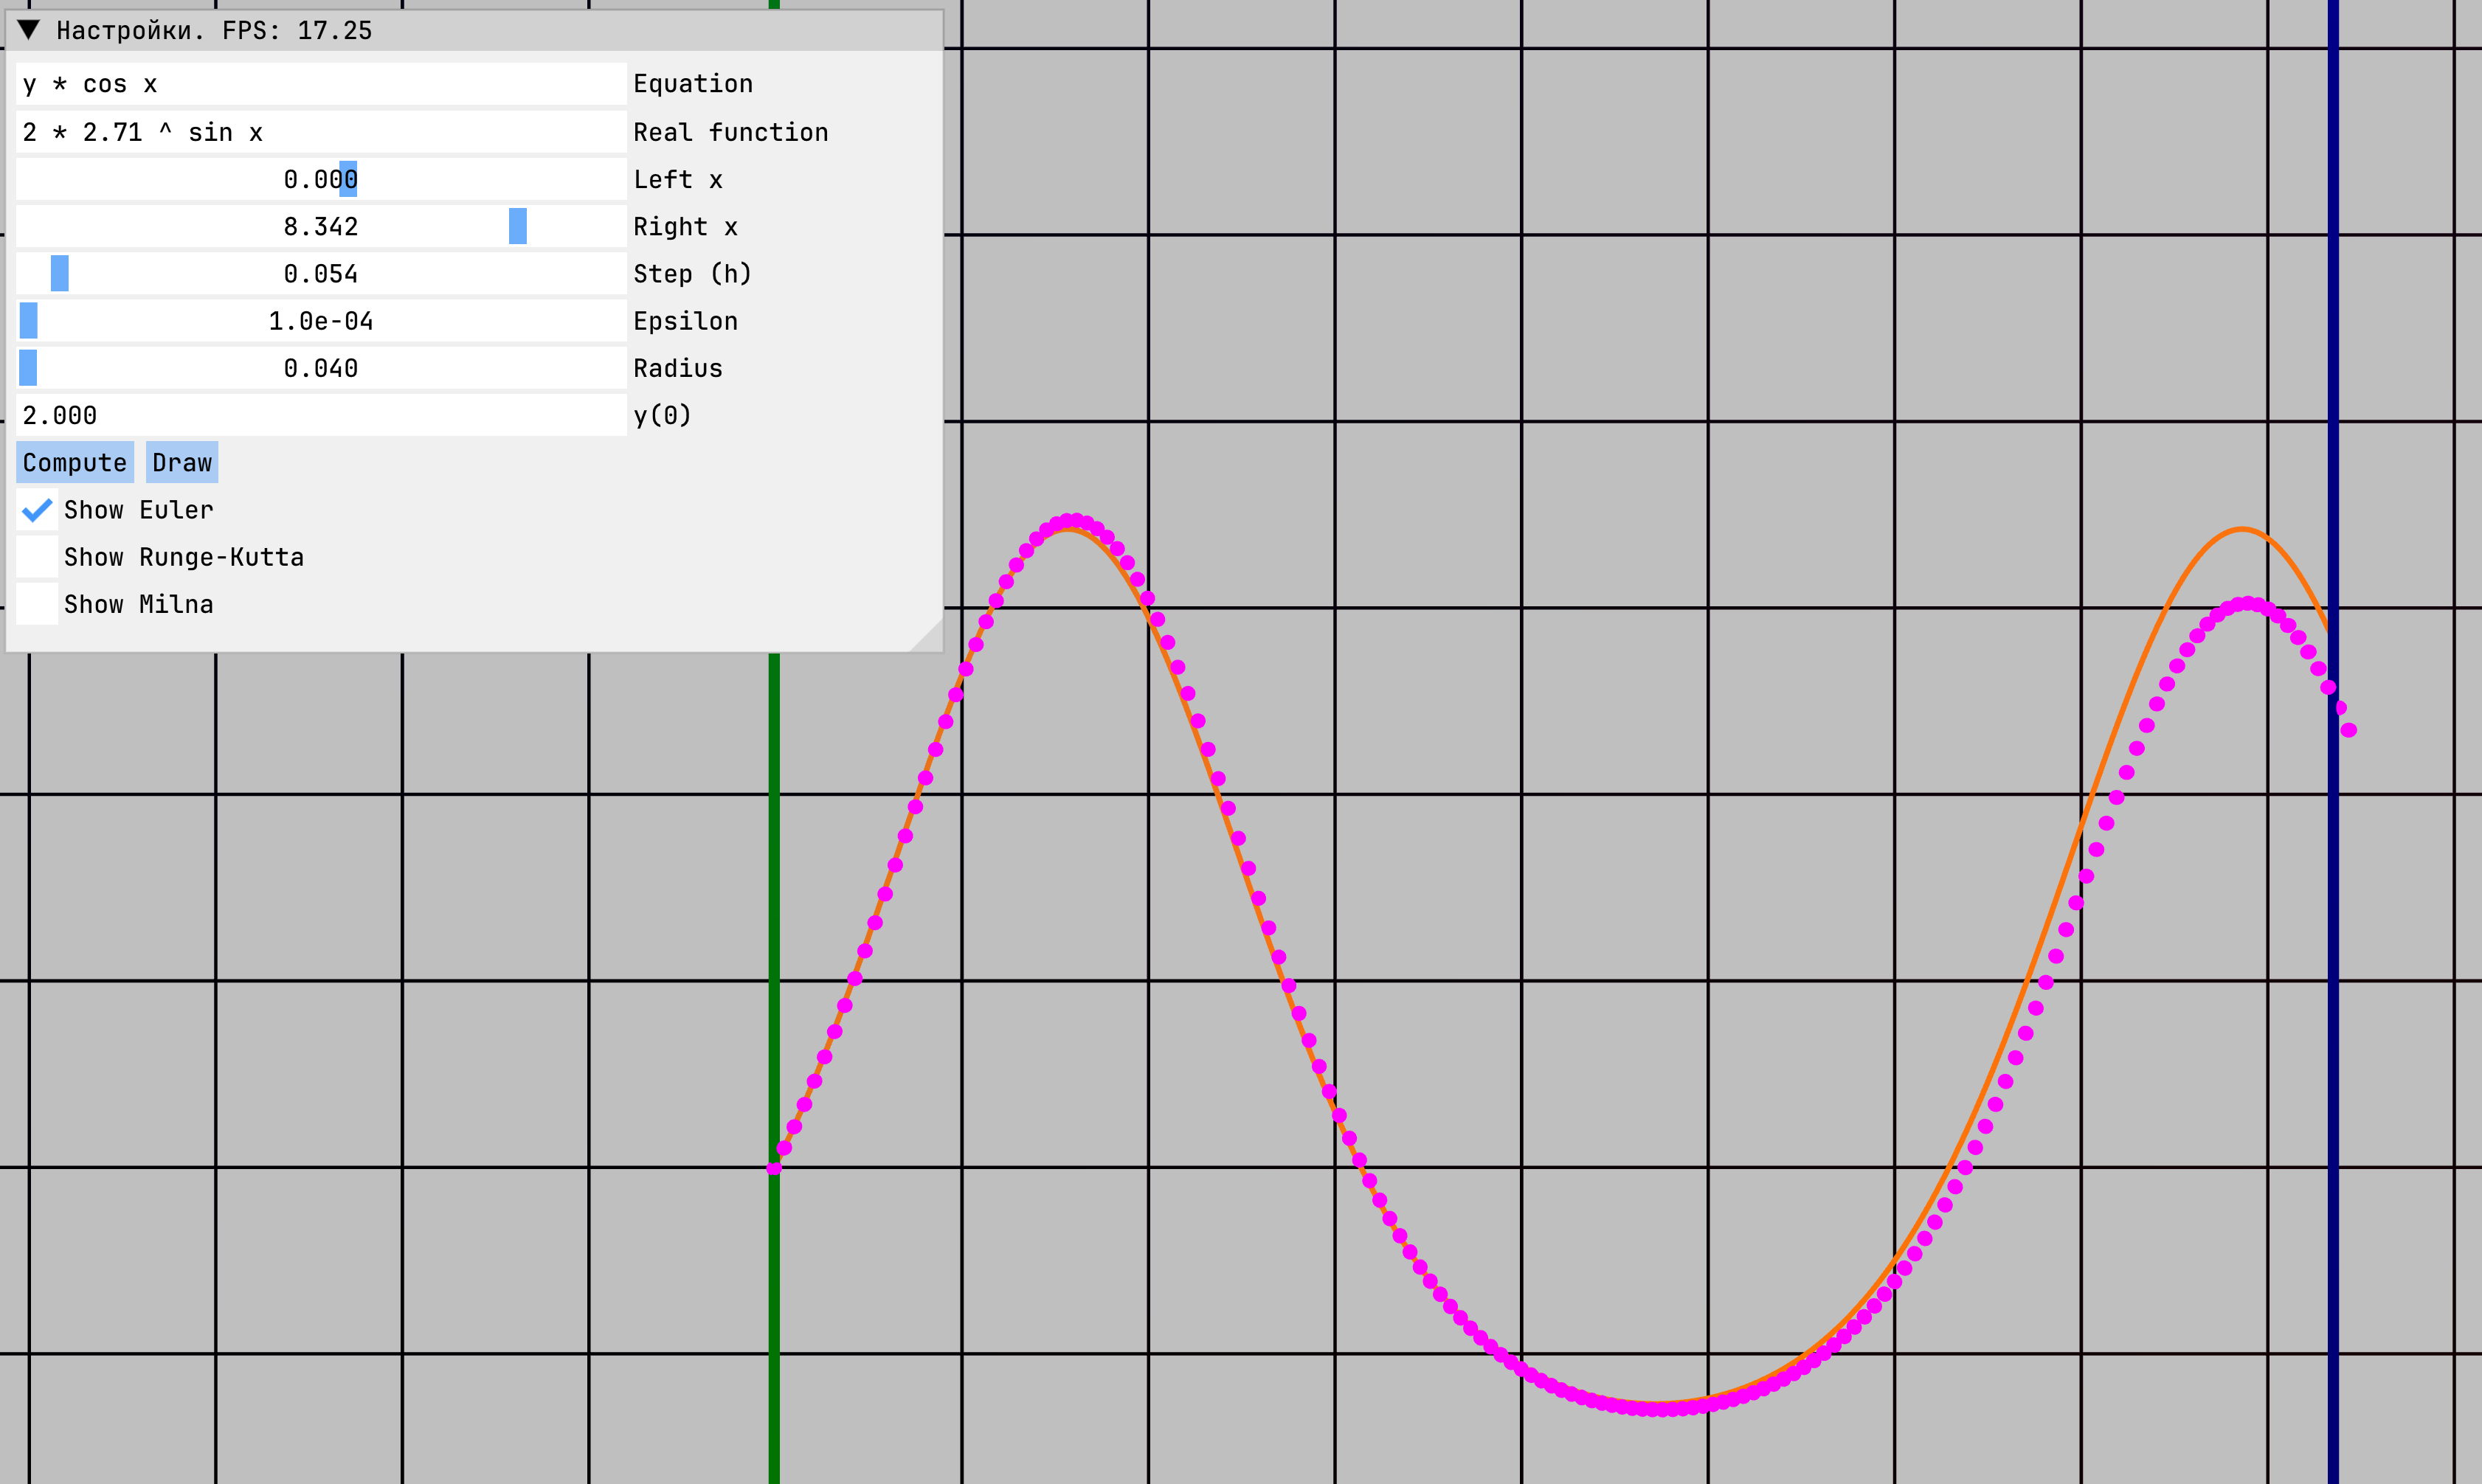 Настройки. FPS: 17.25
y * cos x Equation
2 * 2.71 ^ sin x Real function
0.000 Left x
8.342 Right x
0.054 Step (h)
1.0e-04 Epsilon
0.040 Radius
2.000 y(0)
Compute Draw
Show Euler
Show Runge-Kutta
Show Milna